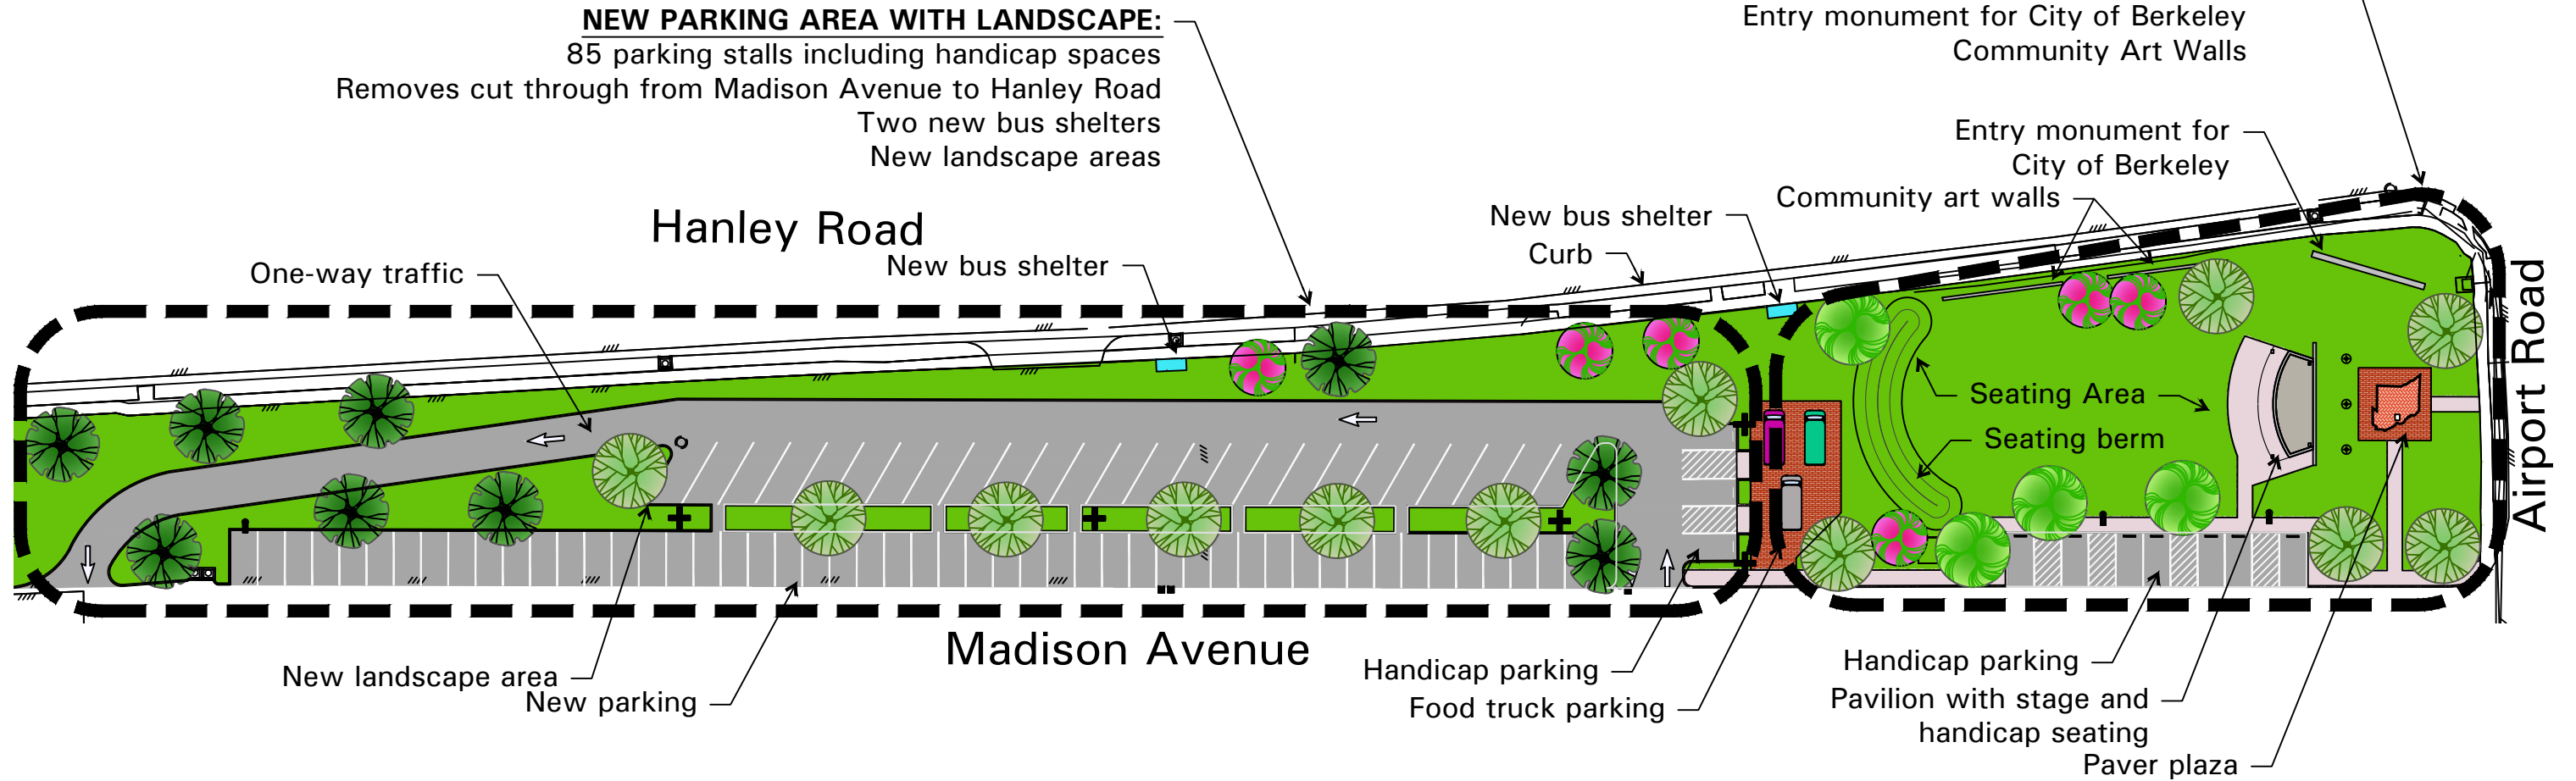 NEW PARKING AREA WITH LANDSCAPE:
85 parking stalls including handicap spaces
Removes cut through from Madison Avenue to Hanley Road
Two new bus shelters
New landscape areas
Entry monument for City of Berkeley
Community Art Walls
Entry monument for
City of Berkeley
Community art walls
New bus shelter
Curb
Hanley Road
New bus shelter
One-way traffic
Airport Road
Seating Area
Seating berm
Madison Avenue
New landscape area
New parking
Handicap parking
Food truck parking
Handicap parking
Pavilion with stage and
handicap seating
Paver plaza